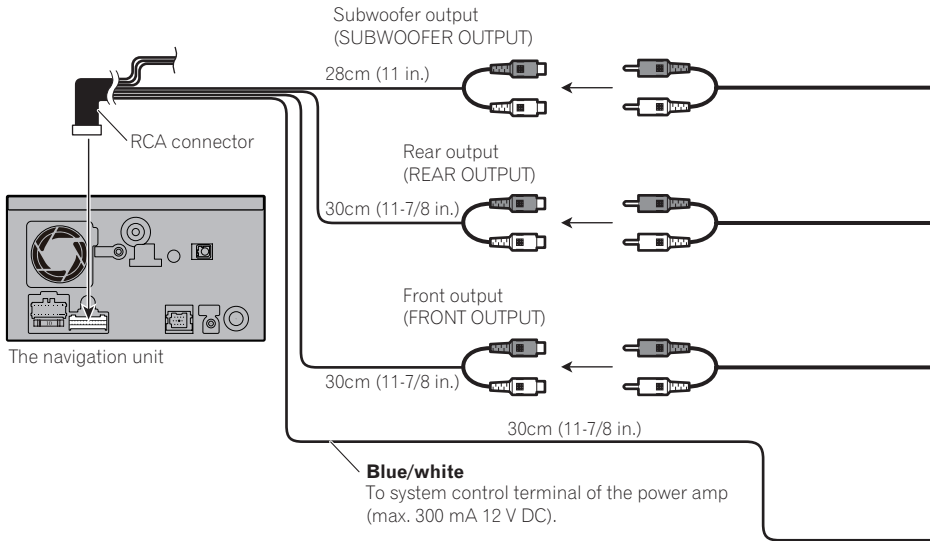 Subwoofer output
(SUBWOOFER OUTPUT)
28cm (11 in.)
RCA connector
Rear output
(REAR OUTPUT)
30cm (11-7/8 in.)
Front output
(FRONT OUTPUT)
The navigation unit
30cm (11-7/8 in.)
30cm (11-7/8 in.)
Blue/white
To system control terminal of the power amp
(max. 300 mA 12 V DC).